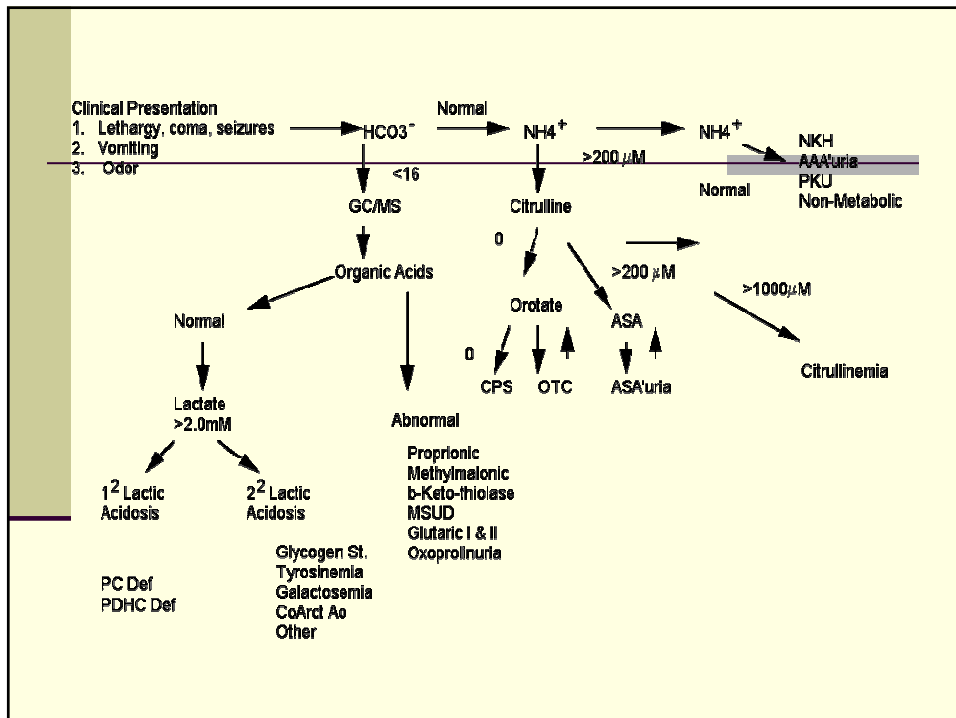 Clinical Presentation
1. Lethargy, coma, seizures
2. Vomiting
3. Odor
HCO3⁻
Normal
NH4⁺
>200 µM
NH4⁺
Normal
NKH
AAA'uria
PKU
Non-Metabolic
<16
GC/MS
Organic Acids
Normal
Lactate
>2.0mM
1² Lactic
Acidosis
PC Def
PDHC Def
2² Lactic
Acidosis
Glycogen St.
Tyrosinemia
Galactosemia
CoArct Ao
Other
Abnormal
Proprionic
Methylmalonic
b-Keto-thiolase
MSUD
Glutaric I & II
Oxoprolinuria
Citrulline
0
Orotate
0
CPS
OTC
>200 µM
ASA
ASA'uria
>1000µM
Citrullinemia